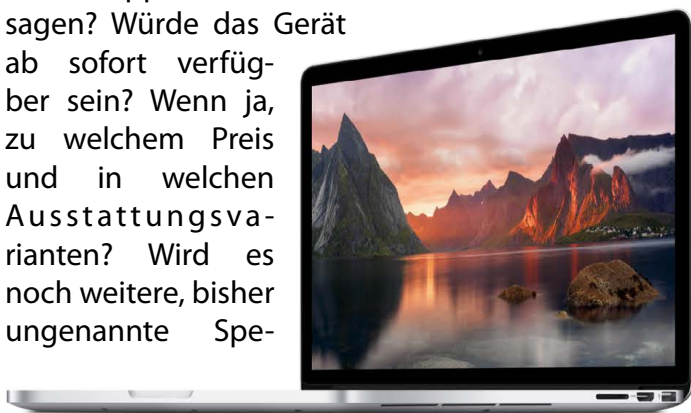 sagen? Würde das Gerät
ab sofort verfüg-
ber sein? Wenn ja,
zu welchem Preis
und in welchen
Ausstattungsva-
rianten? Wird es
noch weitere, bisher
ungenannte Spe-